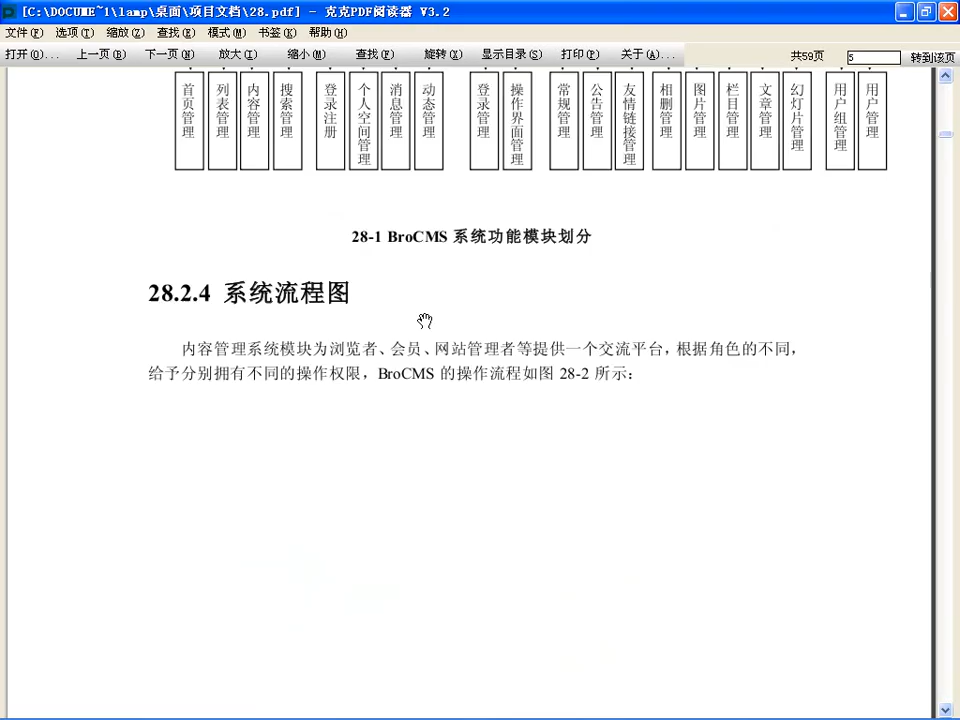 [C:\DOCUME~1\lamp\桌面\项目文档\28.pdf] - 克克PDF阅读器 V3.2
文件(F) 选项(T) 缩放(Z) 查找(R) 模式(M) 书签(K) 帮助(H)
打开(O)... 上一页(B) 下一页(N) 放大(I) 缩小(M) 查找(F) 旋转(X) 显示目录(S) 打印(P) 关于(A)... 共59页 5 转到该页
首页管理
列表管理
内容管理
搜索管理
登录注册
个人空间管理
消息管理
动态管理
登录管理
操作界面管理
常规管理
公告管理
友情链接管理
相删管理
图片管理
栏目管理
文章管理
幻灯片管理
用户组管理
用户管理
28-1 BroCMS 系统功能模块划分
28.2.4 系统流程图
内容管理系统模块为浏览者、会员、网站管理者等提供一个交流平台，根据角色的不同，
给予分别拥有不同的操作权限，BroCMS 的操作流程如图 28-2 所示：